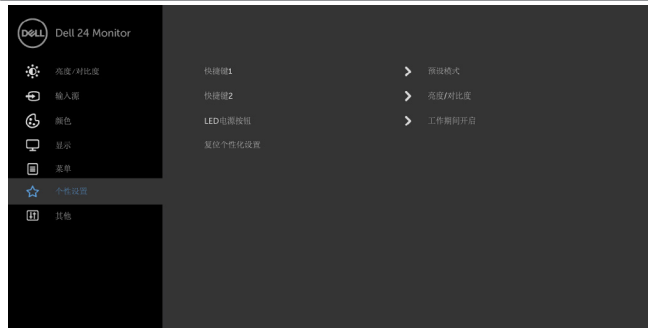 DELL Dell 24 Monitor
亮度/对比度
快捷键1
预设模式
输入源
快捷键2
亮度/对比度
颜色
LED电源按钮
工作期间开启
显示
复位个性化设置
菜单
个性设置
其他